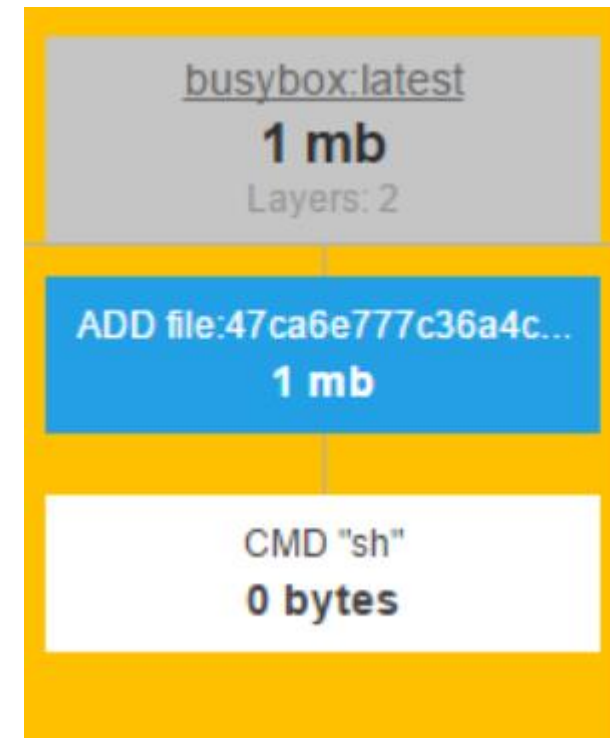 busybox:latest
1 mb
Layers: 2
ADD file:47ca6e777c36a4c...
1 mb
CMD "sh"
0 bytes